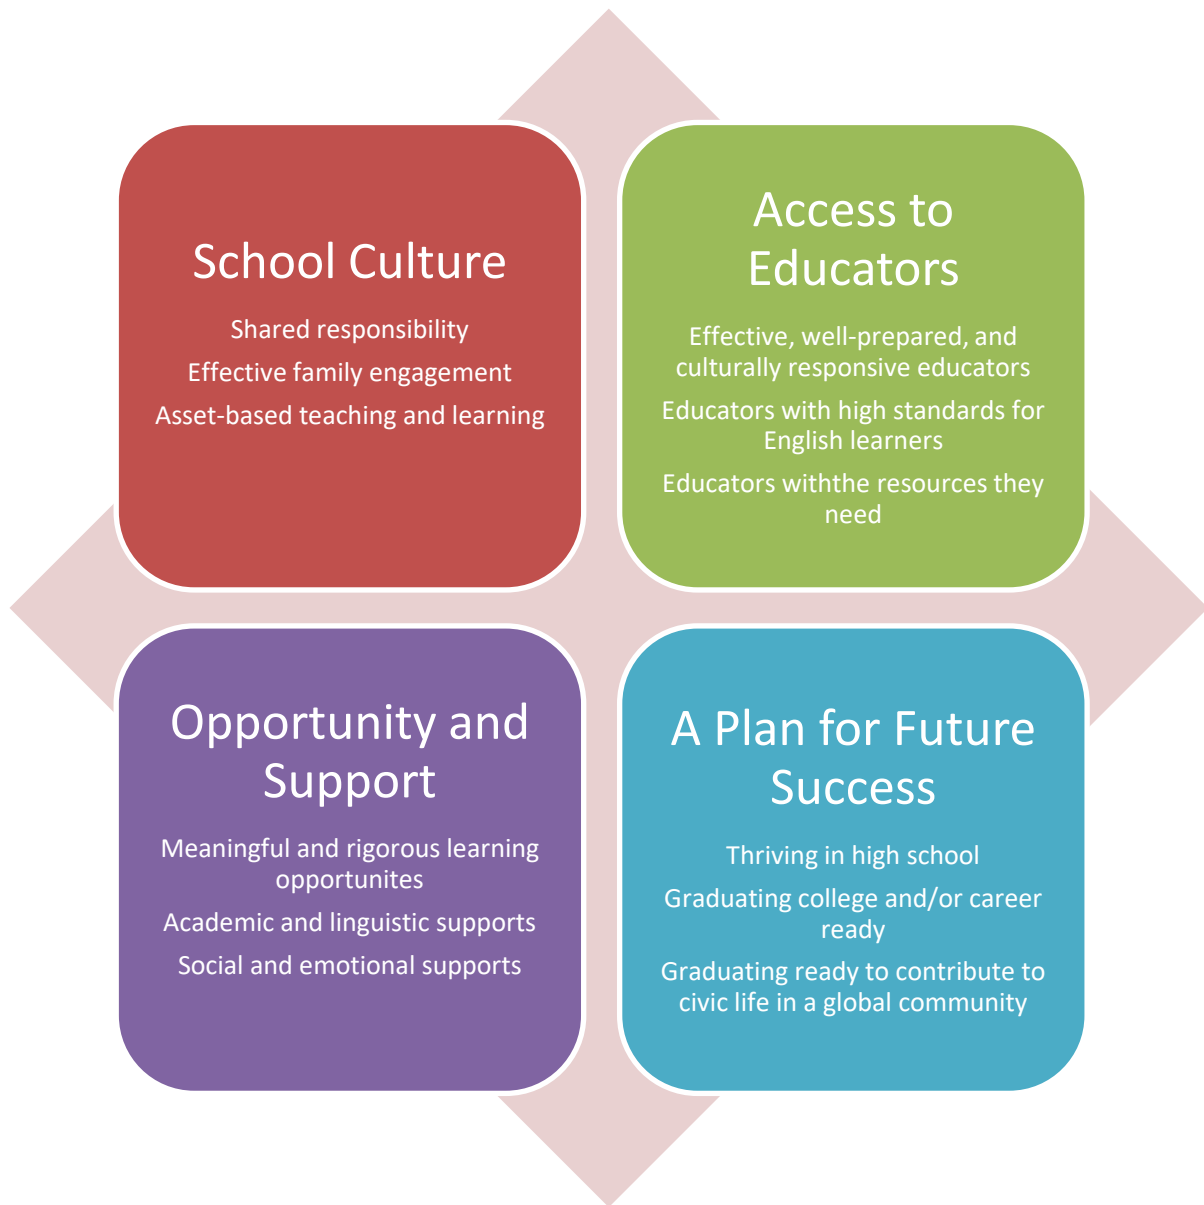 School Culture
Shared responsibility
Effective family engagement
Asset-based teaching and learning
Access to
Educators
Effective, well-prepared, and
culturally responsive educators
Educators with high standards for
English learners
Educators withthe resources they
need
Opportunity and
Support
Meaningful and rigorous learning
opportunites
Academic and linguistic supports
Social and emotional supports
A Plan for Future
Success
Thriving in high school
Graduating college and/or career
ready
Graduating ready to contribute to
civic life in a global community